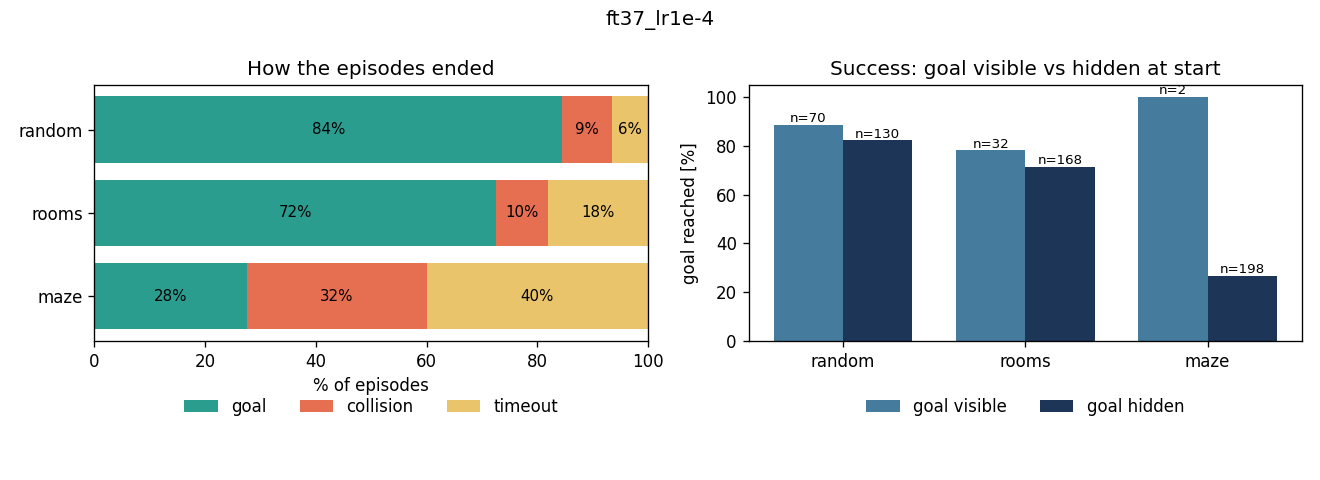 ft37_lr1e-4
How the episodes ended
random
84%
9%
6%
rooms
72%
10%
18%
maze
28%
32%
40%
0 20 40 60 80 100
% of episodes
goal collision timeout
Success: goal visible vs hidden at start
goal reached [%]
100
80
60
40
20
0
n=70
n=130
n=32
n=168
n=2
n=198
random rooms maze
goal visible goal hidden